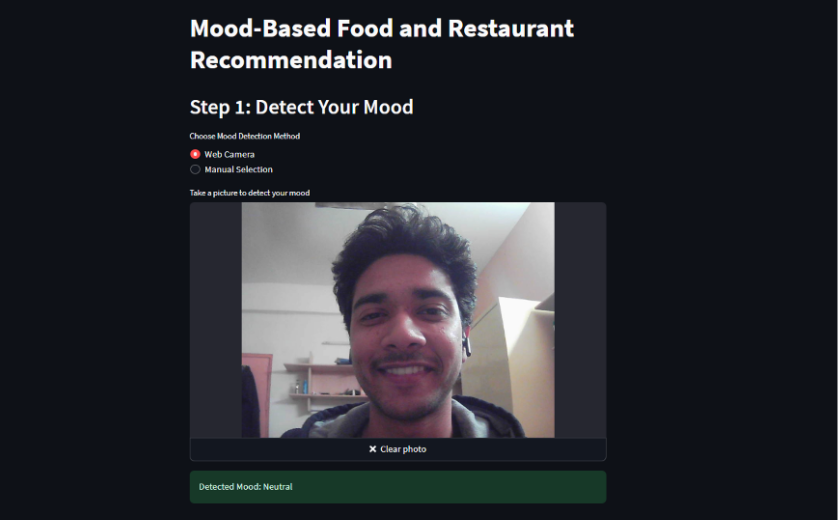 Mood-Based Food and Restaurant
Recommendation
Step 1: Detect Your Mood
Choose Mood Detection Method
Web Camera
Manual Selection
Take a picture to detect your mood
Clear photo
Detected Mood: Neutral